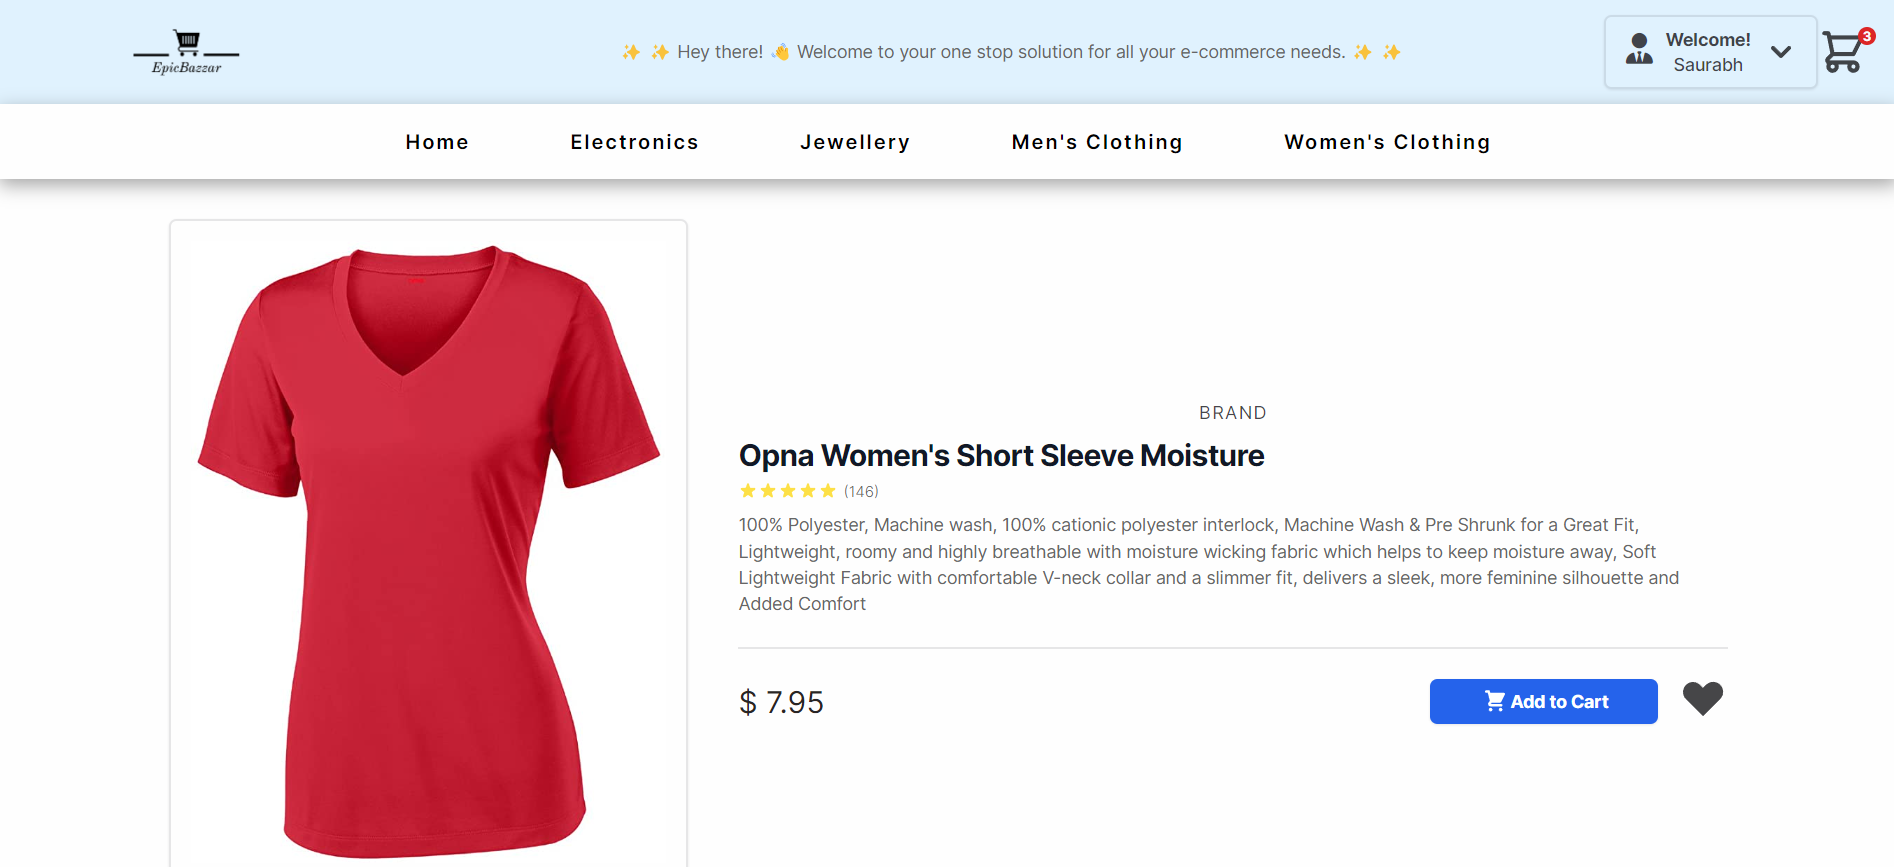 EpicBazzar
✨ ✨ Hey there! 👋 Welcome to your one stop solution for all your e-commerce needs. ✨ ✨
Welcome!
Saurabh
3
Home Electronics Jewellery Men's Clothing Women's Clothing
BRAND
Opna Women's Short Sleeve Moisture
(146)
100% Polyester, Machine wash, 100% cationic polyester interlock, Machine Wash & Pre Shrunk for a Great Fit,
Lightweight, roomy and highly breathable with moisture wicking fabric which helps to keep moisture away, Soft
Lightweight Fabric with comfortable V-neck collar and a slimmer fit, delivers a sleek, more feminine silhouette and
Added Comfort
$ 7.95
Add to Cart